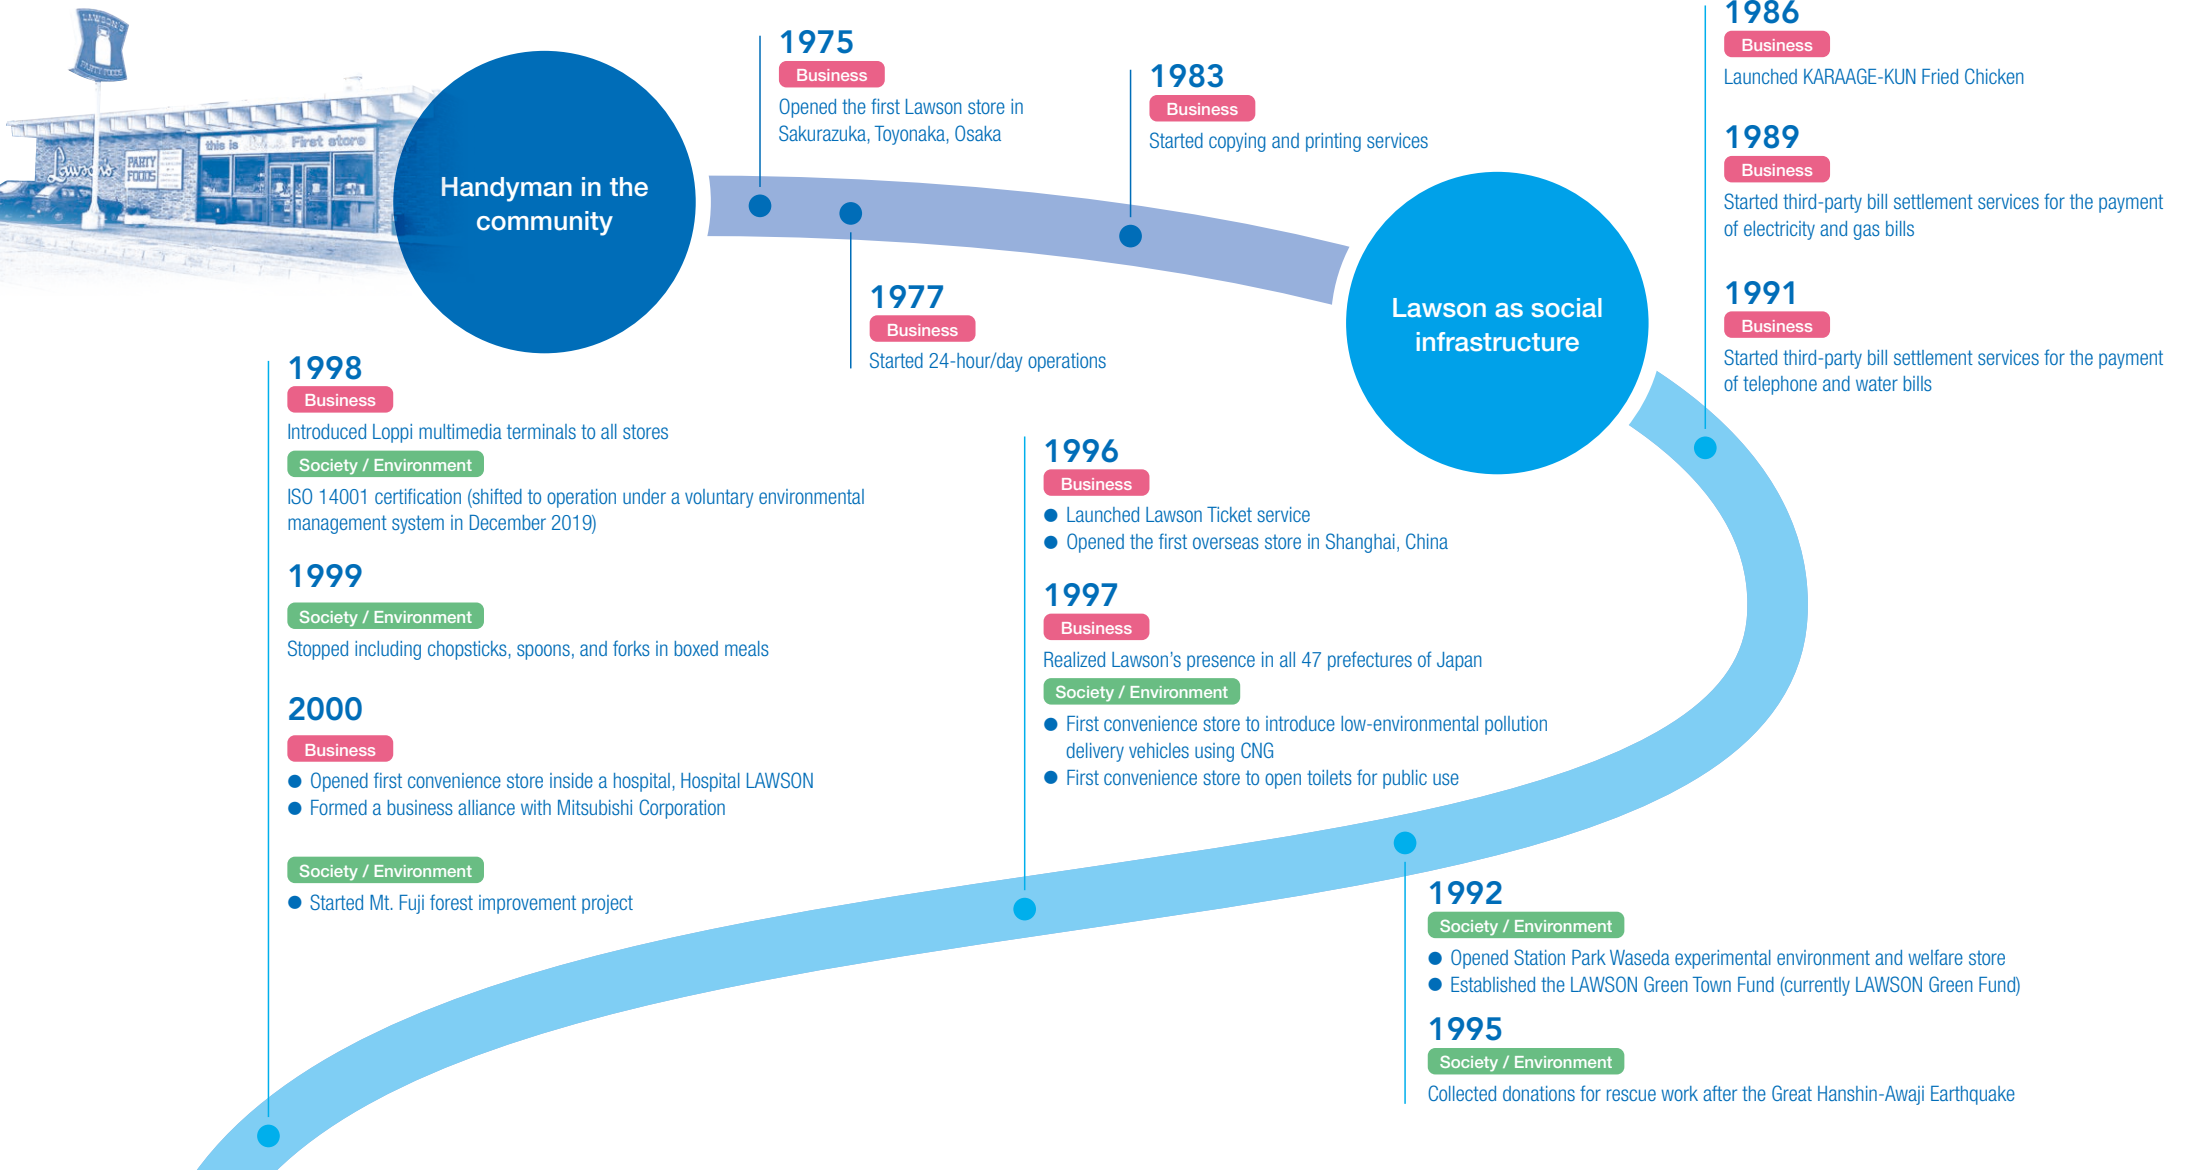 LAWSON'S
PARTY FOODS
Lawson's
PARTY
FOODS
this is
First store
Handyman in the
community
1975
Business
Opened the first Lawson store in
Sakurazuka, Toyonaka, Osaka
1977
Business
Started 24-hour/day operations
1983
Business
Started copying and printing services
Lawson as social
infrastructure
1986
Business
Launched KARAAGE-KUN Fried Chicken
1989
Business
Started third-party bill settlement services for the payment
of electricity and gas bills
1991
Business
Started third-party bill settlement services for the payment
of telephone and water bills
1992
Society / Environment
● Opened Station Park Waseda experimental environment and welfare store
● Established the LAWSON Green Town Fund (currently LAWSON Green Fund)
1995
Society / Environment
Collected donations for rescue work after the Great Hanshin-Awaji Earthquake
1996
Business
● Launched Lawson Ticket service
● Opened the first overseas store in Shanghai, China
1997
Business
Realized Lawson's presence in all 47 prefectures of Japan
Society / Environment
● First convenience store to introduce low-environmental pollution
delivery vehicles using CNG
● First convenience store to open toilets for public use
1998
Business
Introduced Loppi multimedia terminals to all stores
Society / Environment
ISO 14001 certification (shifted to operation under a voluntary environmental
management system in December 2019)
1999
Society / Environment
Stopped including chopsticks, spoons, and forks in boxed meals
2000
Business
● Opened first convenience store inside a hospital, Hospital LAWSON
● Formed a business alliance with Mitsubishi Corporation
Society / Environment
● Started Mt. Fuji forest improvement project